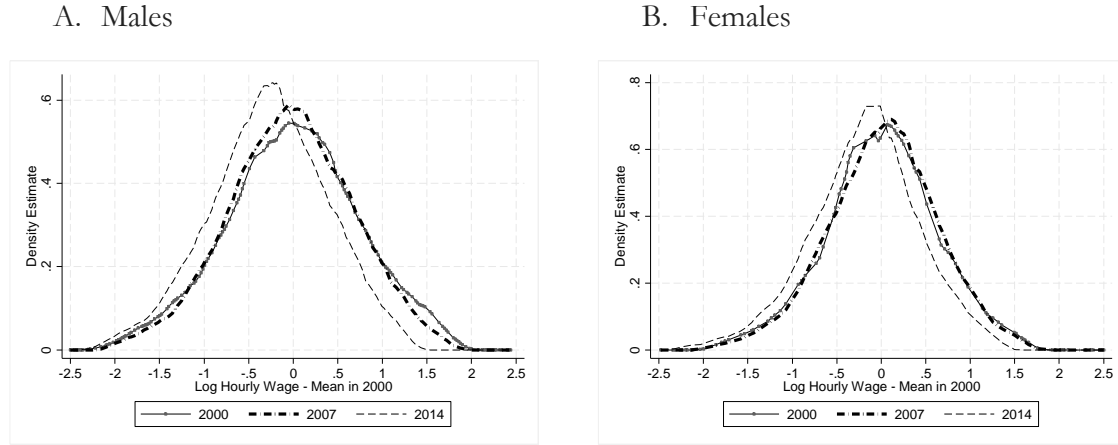 A. Males
B. Females
Density Estimate
0 .2 .4 .6
-2.5 -2 -1.5 -1 -.5 0 .5 1 1.5 2 2.5
Log Hourly Wage - Mean in 2000
2000 2007 2014
Density Estimate
0 .2 .4 .6 .8
-2.5 -2 -1.5 -1 -.5 0 .5 1 1.5 2 2.5
Log Hourly Wage - Mean in 2000
2000 2007 2014